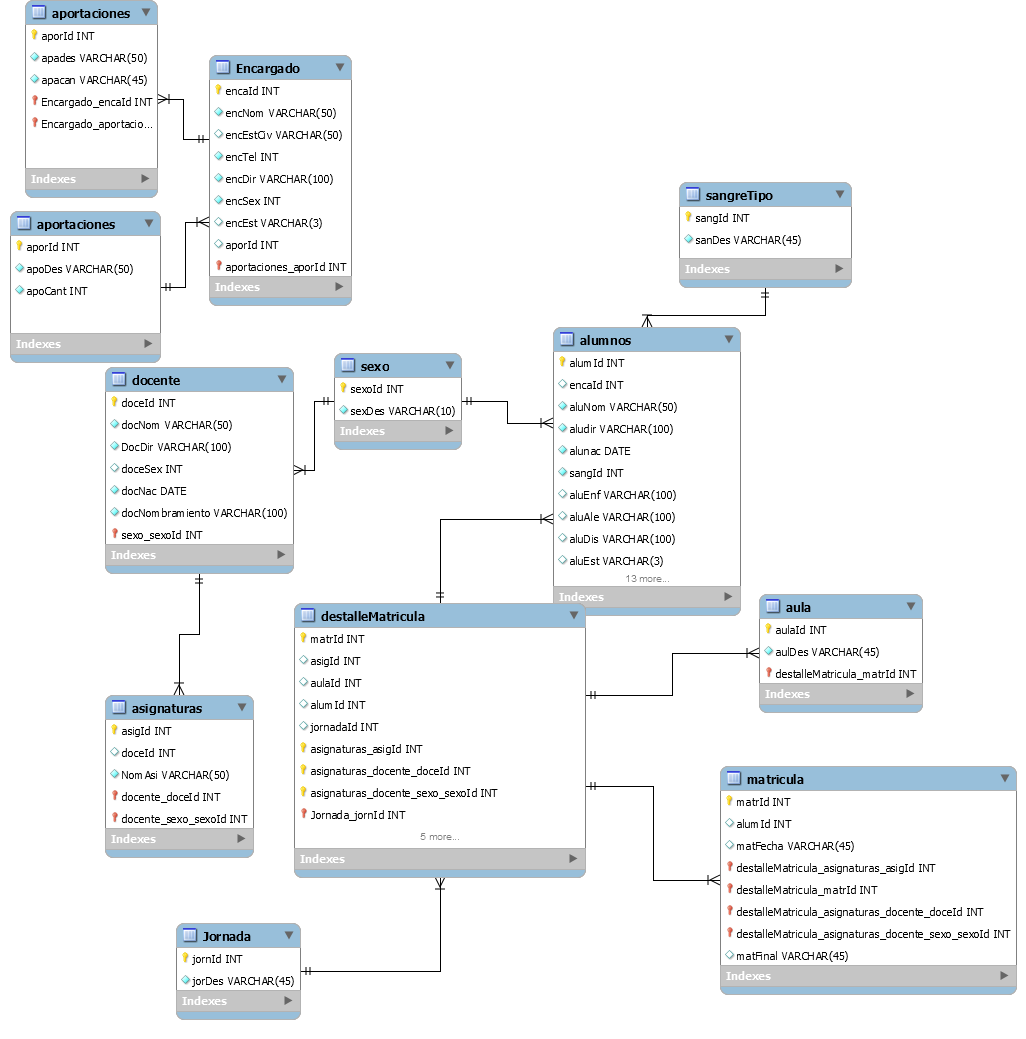 aportaciones
aporId INT
apades VARCHAR(50)
apacan VARCHAR(45)
Encargado_encaId INT
Encargado_aportacio...
Indexes
Encargado
encaId INT
encNom VARCHAR(50)
encEstCiv VARCHAR(50)
encTel INT
encDir VARCHAR(100)
encSex INT
encEst VARCHAR(3)
aporId INT
aportaciones_aporId INT
Indexes
aportaciones
aporId INT
apoDes VARCHAR(50)
apoCant INT
Indexes
sangreTipo
sangId INT
sanDes VARCHAR(45)
Indexes
docente
doceId INT
docNom VARCHAR(50)
DocDir VARCHAR(100)
doceSex INT
docNac DATE
docNombramiento VARCHAR(100)
sexo_sexoId INT
Indexes
sexo
sexoId INT
sexDes VARCHAR(10)
Indexes
alumnos
alumId INT
encaId INT
aluNom VARCHAR(50)
aludir VARCHAR(100)
alunac DATE
sangId INT
aluEnf VARCHAR(100)
aluAle VARCHAR(100)
aluDis VARCHAR(100)
aluEst VARCHAR(3)
13 more...
Indexes
destalleMatricula
matrId INT
asigId INT
aulaId INT
alumId INT
jornadaId INT
asignaturas_asigId INT
asignaturas_docente_doceId INT
asignaturas_docente_sexo_sexoId INT
Jornada_jornId INT
5 more...
Indexes
aula
aulaId INT
aulDes VARCHAR(45)
destalleMatricula_matrId INT
Indexes
asignaturas
asigId INT
doceId INT
NomAsi VARCHAR(50)
docente_doceId INT
docente_sexo_sexoId INT
Indexes
matricula
matrId INT
alumId INT
matFecha VARCHAR(45)
destalleMatricula_asignaturas_asigId INT
destalleMatricula_matrId INT
destalleMatricula_asignaturas_docente_doceId INT
destalleMatricula_asignaturas_docente_sexo_sexoId INT
matFinal VARCHAR(45)
Indexes
Jornada
jornId INT
jorDes VARCHAR(45)
Indexes